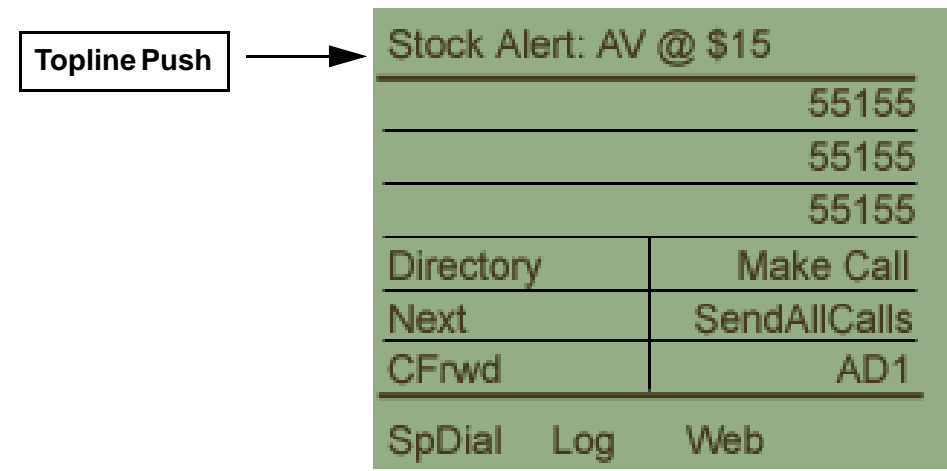 Topline Push
Stock Alert: AV @ $15
55155
55155
55155
Directory Make Call
Next SendAllCalls
CFrwd AD1
SpDial Log Web